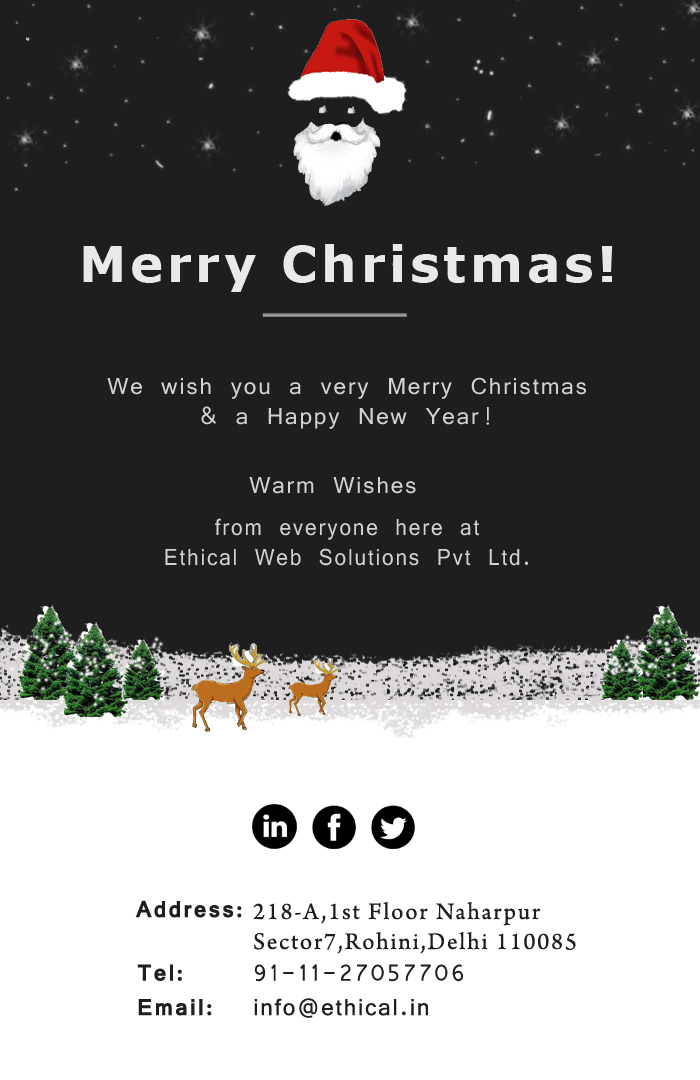 Merry Christmas!
We wish you a very Merry Christmas
& a Happy New Year!
Warm Wishes
from everyone here at
Ethical Web Solutions Pvt Ltd.
in f
Address: 218-A,1st Floor Naharpur
Sector7,Rohini,Delhi 110085
Tel: 91-11-27057706
Email: info@ethical.in